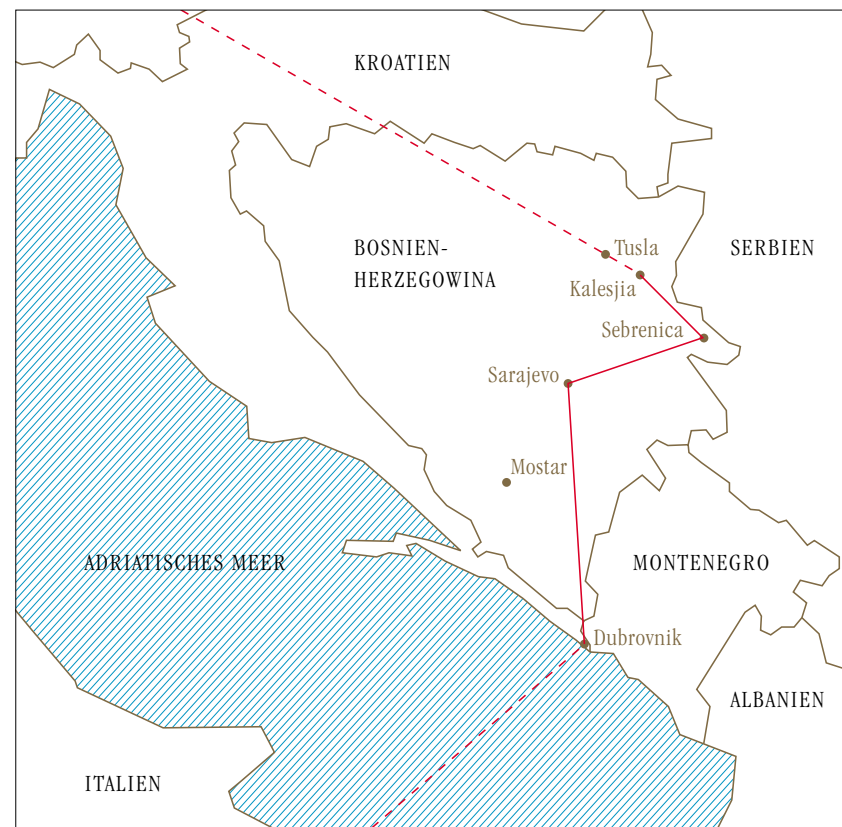 KROATIEN
BOSNIEN-
HERZEGOWINA
Tusla
SERBIEN
Kalesjia
Sebrenica
Sarajevo
Mostar
ADRIATISCHES MEER
MONTENEGRO
Dubrovnik
ALBANIEN
ITALIEN